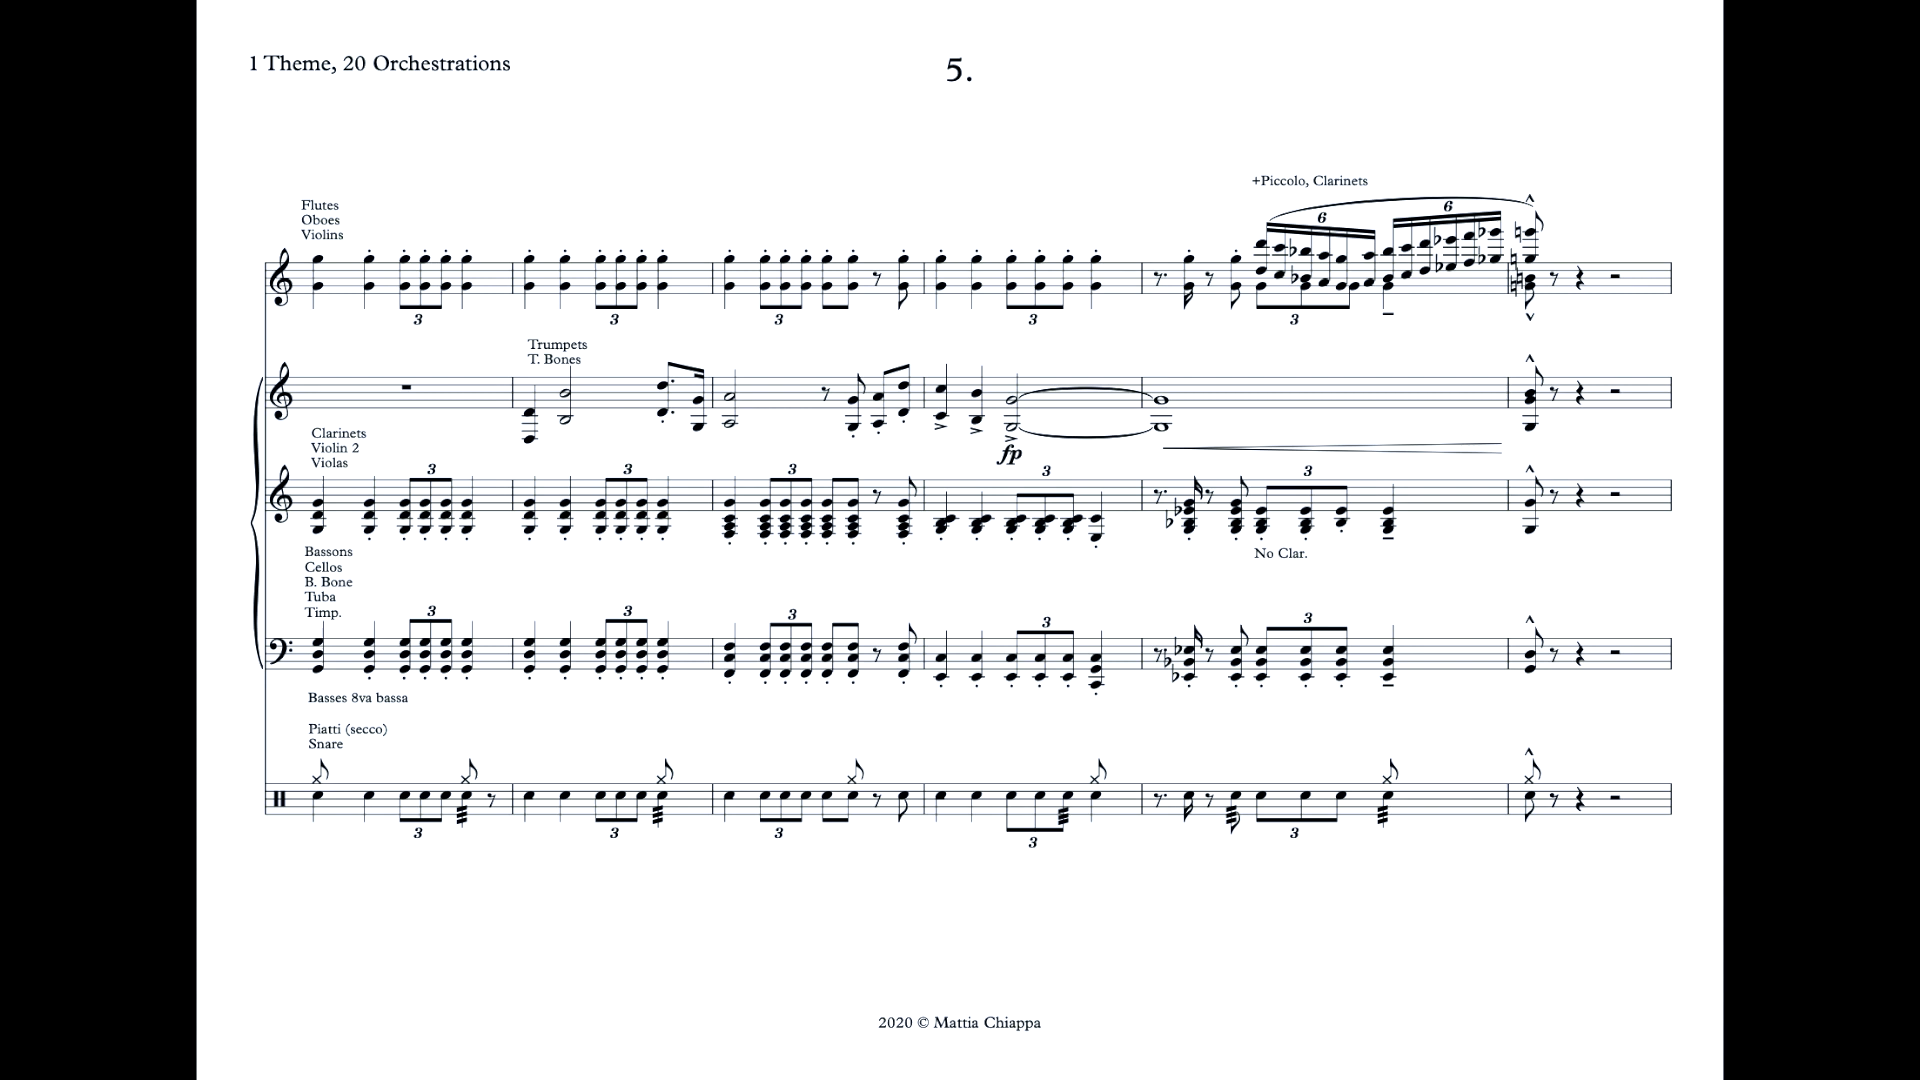 1 Theme, 20 Orchestrations
5.
+Piccolo, Clarinets
6
6
Flutes
Oboes
Violins
3
3
3
3
3
Trumpets
T. Bones
fp
Clarinets
Violin 2
Violas
3
3
3
3
3
No Clar.
Bassons
Cellos
B. Bone
Tuba
Timp.
3
3
3
3
3
Basses 8va bassa
Piatti (secco)
Snare
3
3
3
3
3
2020 © Mattia Chiappa